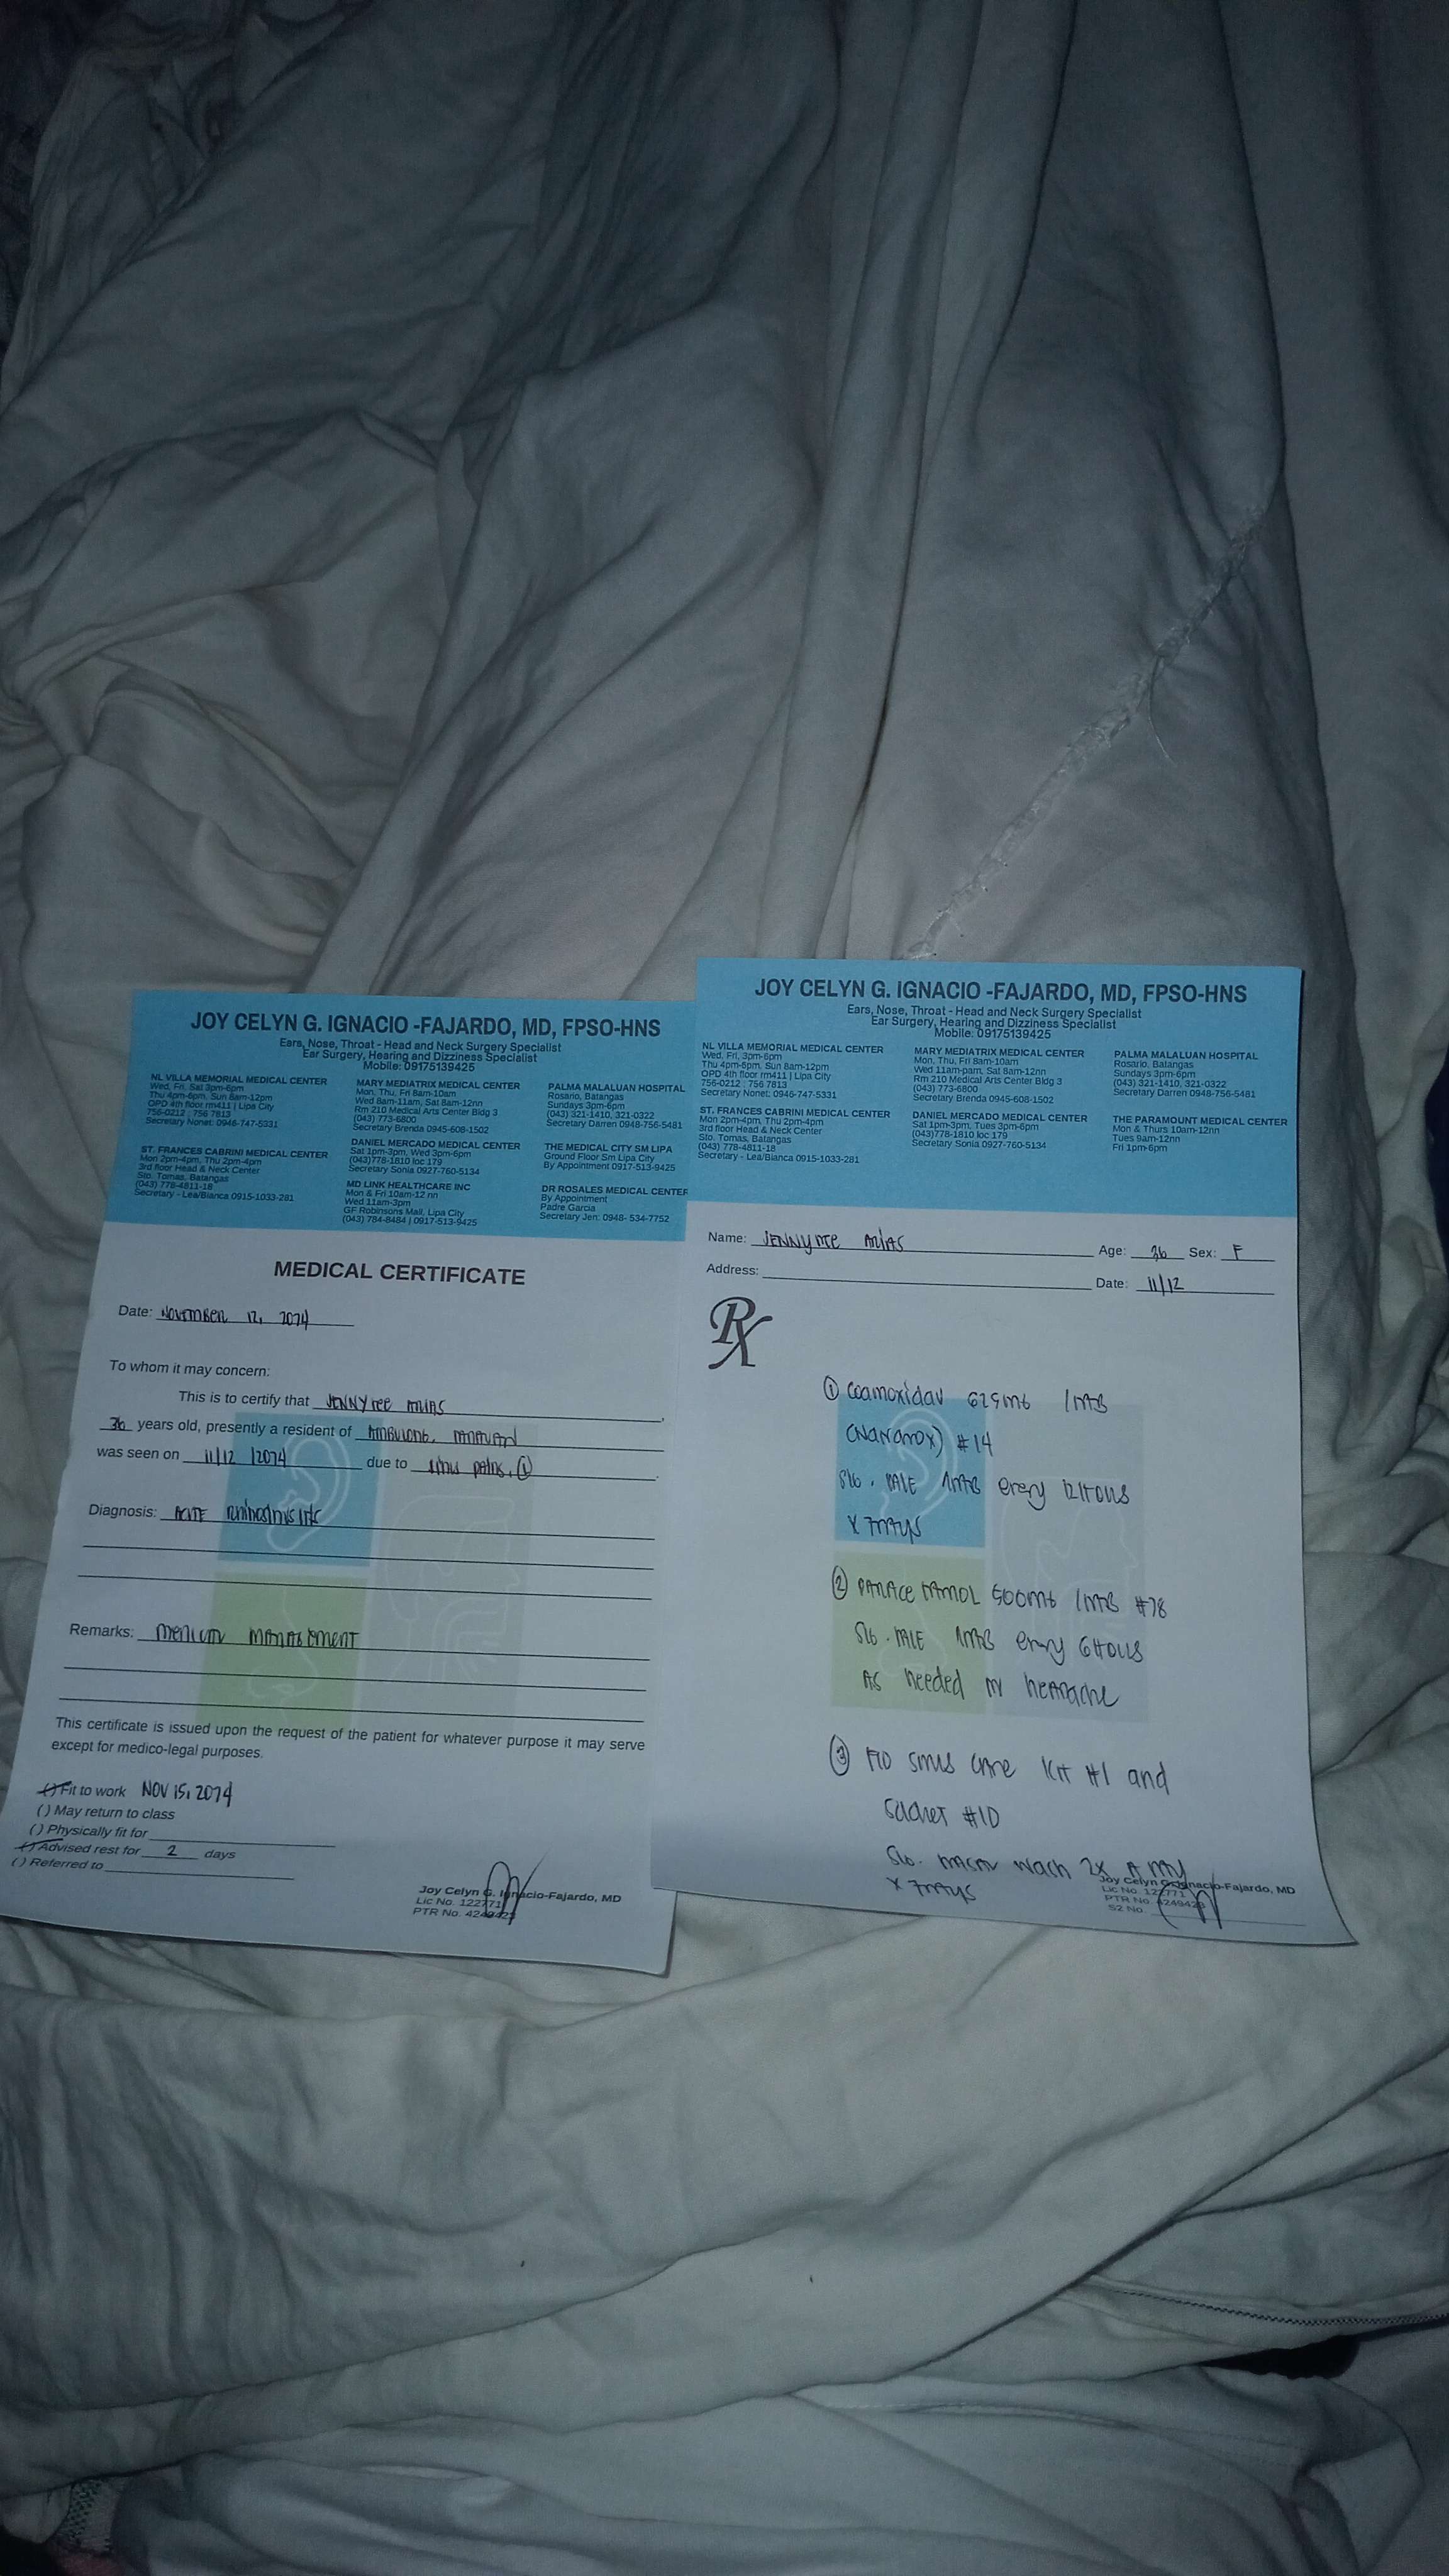 JOY CELYN G. IGNACIO -FAJARDO, MD, FPSO-HNS
Ears, Nose, Throat - Head and Neck Surgery Specialist
Ear Surgery, Hearing and Dizziness Specialist
Mobile: 09175139425
NL VILLA MEMORIAL MEDICAL CENTER
Wed, Fri, Sat 3pm-6pm
Thu 4pm-6pm, Sun 8am-12pm
OPD 4th floor rm411 | Lipa City
756-0212 ; 756 7813
Secretary Nonet: 0946-747-5331
ST. FRANCES CABRINI MEDICAL CENTER
Mon 2pm-4pm, Thu 2pm-4pm
3rd floor Head & Neck Center
Sto. Tomas, Batangas
(043) 778-4811-18
Secretary - Lea/Bianca 0915-1033-281
MARY MEDIATRIX MEDICAL CENTER
Mon, Thu, Fri 8am-10am
Wed 8am-11am, Sat 8am-12nn
Rm 210 Medical Arts Center Bldg 3
(043) 773-6800
Secretary Brenda 0945-608-1502
DANIEL MERCADO MEDICAL CENTER
Sat 1pm-3pm, Wed 3pm-6pm
(043)778-1810 loc 179
Secretary Sonia 0927-760-5134
MD LINK HEALTHCARE INC
Mon & Fri 10am-12 nn
Wed 11am-3pm
GF Robinsons Mall, Lipa City
(043) 784-8484 | 0917-513-9425
PALMA MALALUAN HOSPITAL
Rosario, Batangas
Sundays 3pm-6pm
(043) 321-1410, 321-0322
Secretary Darren 0948-756-5481
THE MEDICAL CITY SM LIPA
Ground Floor Sm Lipa City
By Appointment 0917-513-9425
DR ROSALES MEDICAL CENTER
By Appointment
Padre Garcia
Secretary Jen: 0948- 534-7752
MEDICAL CERTIFICATE
Date: NOVEMBER 12, 2024
To whom it may concern:
This is to certify that JENNYLEE ARIAS,
36 years old, presently a resident of
was seen on 11/12/2024 due to sinus pains.
Diagnosis: ACUTE Rhinosinusitis
Remarks: MEDICAL MANAGEMENT
This certificate is issued upon the request of the patient for whatever purpose it may serve
except for medico-legal purposes.
( ) Fit to work NOV 15, 2024
( ) May return to class
( ) Physically fit for
( ) Advised rest for 2 days
( ) Referred to
Joy Celyn G. Ignacio-Fajardo, MD
Lic No. 122771
PTR No. 4249423
JOY CELYN G. IGNACIO -FAJARDO, MD, FPSO-HNS
Ears, Nose, Throat - Head and Neck Surgery Specialist
Ear Surgery, Hearing and Dizziness Specialist
Mobile: 09175139425
NL VILLA MEMORIAL MEDICAL CENTER
Wed, Fri, 3pm-6pm
Thu 4pm-6pm, Sun 8am-12pm
OPD 4th floor rm411 | Lipa City
756-0212 ; 756 7813
Secretary Nonet: 0946-747-5331
ST. FRANCES CABRINI MEDICAL CENTER
Mon 2pm-4pm, Thu 2pm-4pm
3rd floor Head & Neck Center
Sto. Tomas, Batangas
(043) 778-4811-18
Secretary - Lea/Bianca 0915-1033-281
MARY MEDIATRIX MEDICAL CENTER
Mon, Thu, Fri 8am-10am
Wed 11am-pam, Sat 8am-12nn
Rm 210 Medical Arts Center Bldg 3
(043) 773-6800
Secretary Brenda 0945-608-1502
DANIEL MERCADO MEDICAL CENTER
Sat 1pm-3pm, Tues 3pm-6pm
(043)778-1810 loc 179
Secretary Sonia 0927-760-5134
PALMA MALALUAN HOSPITAL
Rosario, Batangas
Sundays 3pm-6pm
(043) 321-1410, 321-0322
Secretary Darren 0948-756-5481
THE PARAMOUNT MEDICAL CENTER
Mon & Thurs 10am-12nn
Tues 9am-12nn
Fri 1pm-6pm
Name: JENNYLEE ARIAS Age: 36 Sex: F
Address: Date: 11/12
Rx
① Coamoxiclav 625mg /TAB
#14
Sig. TAKE 1TAB every 12HOURS
X 7DAYS
② PARACETAMOL 500mg /TAB #28
Sig. TAKE 1TAB every 6HOURS
AS needed for headache
③ FLO sinus care KIT #1 and
sachet #10
Sig. nasal wash 2X A DAY
X 7DAYS
Joy Celyn G. Ignacio-Fajardo, MD
Lic No. 122771
PTR No. 4249423
S2 No.